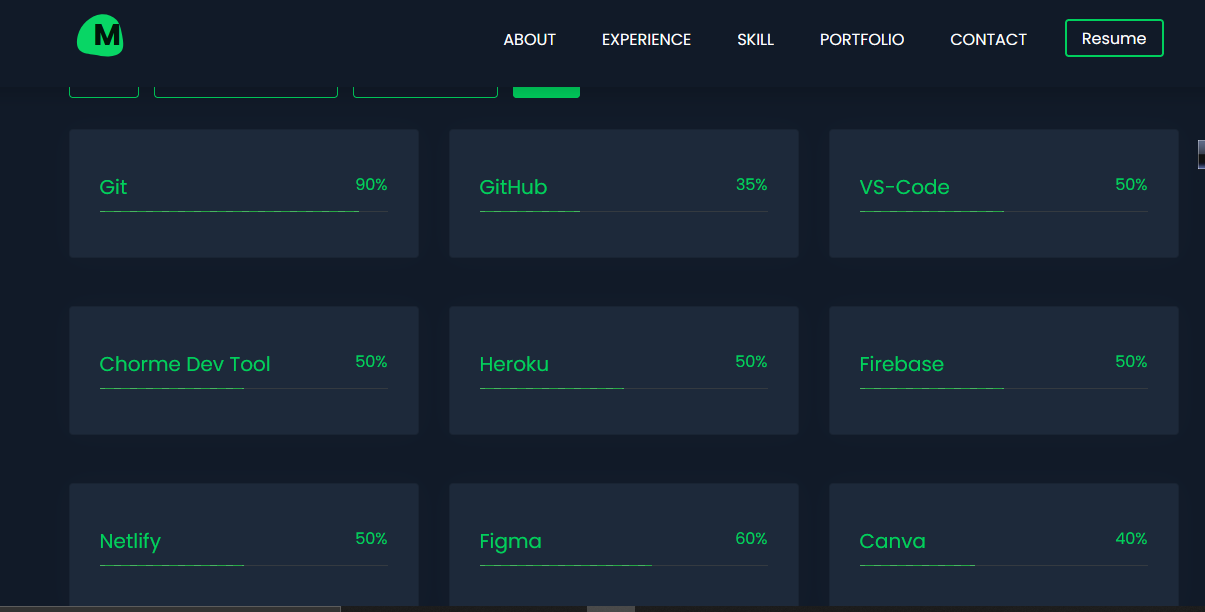 M ABOUT EXPERIENCE SKILL PORTFOLIO CONTACT Resume
Git 90% GitHub 35% VS-Code 50%
Chorme Dev Tool 50% Heroku 50% Firebase 50%
Netlify 50% Figma 60% Canva 40%